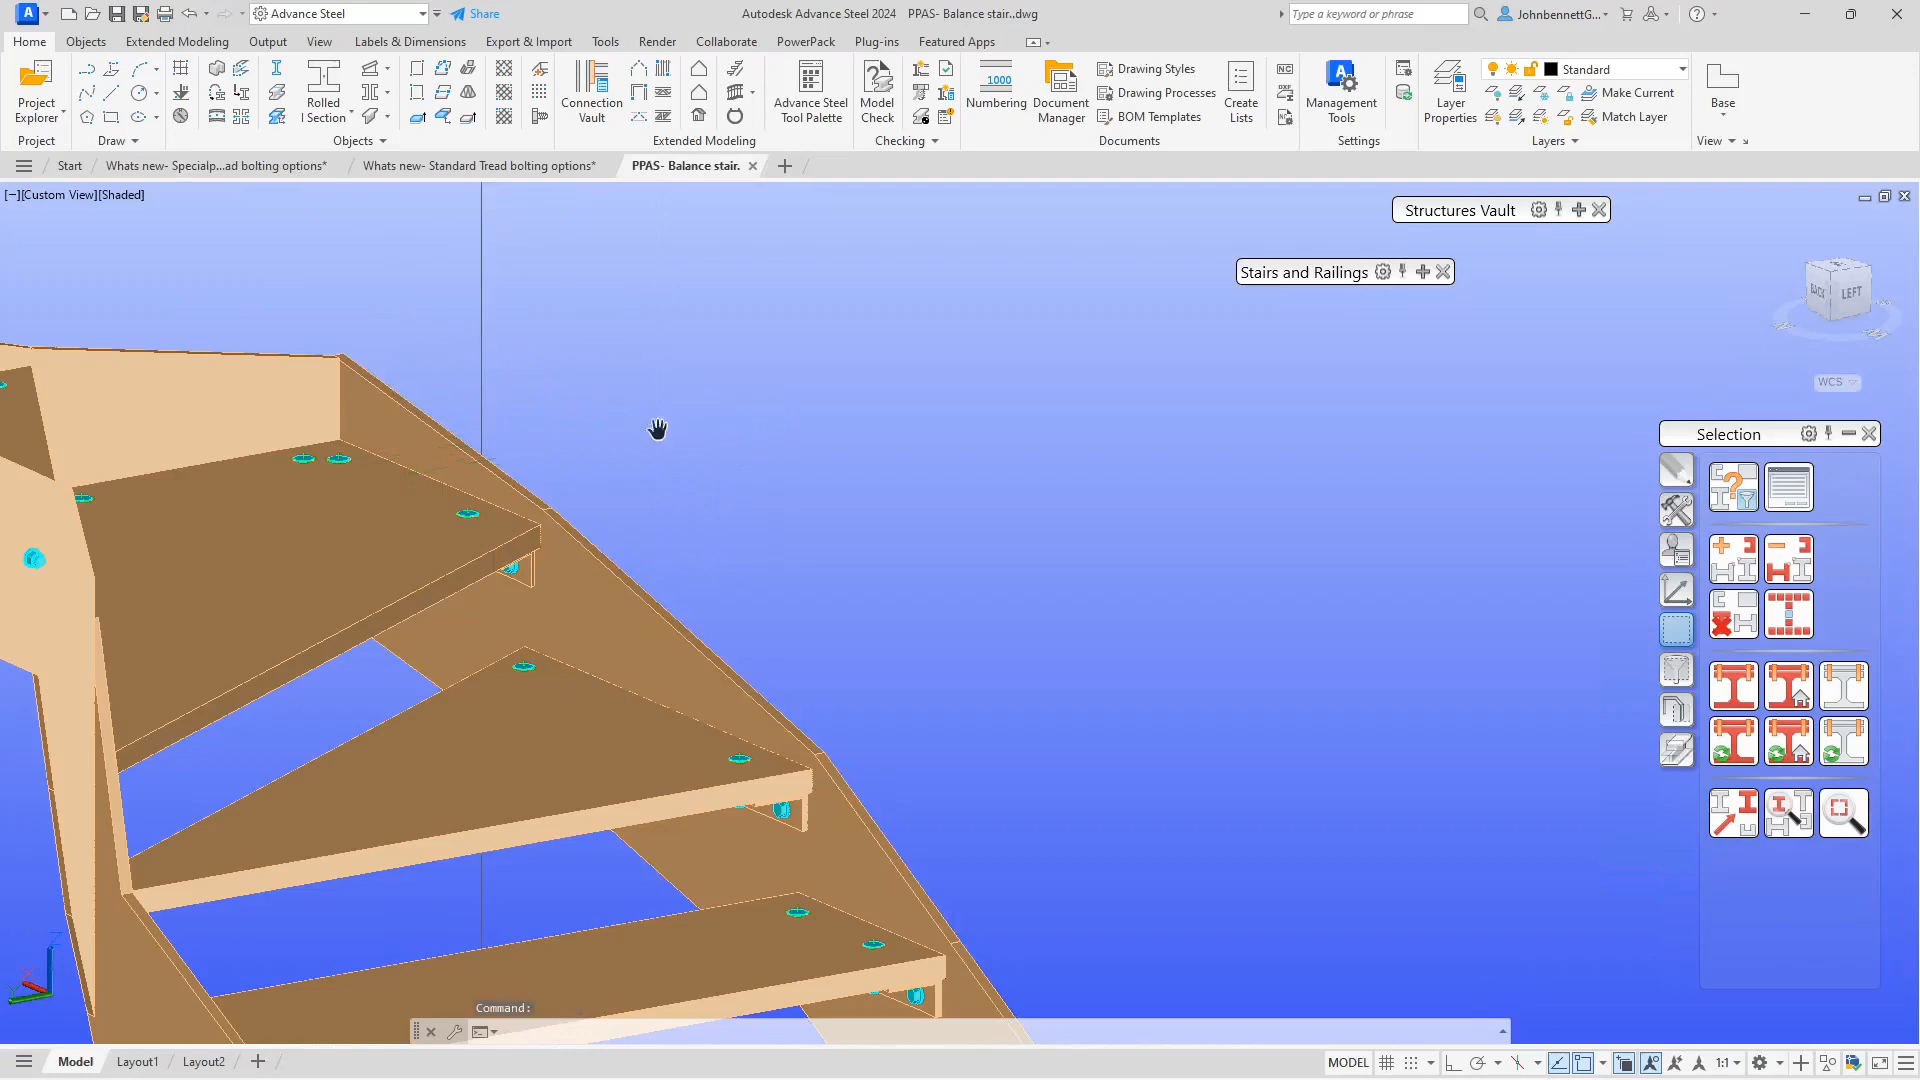 Advance Steel
Share
Autodesk Advance Steel 2024 PPAS- Balance stair..dwg
Type a keyword or phrase
JohnbennettG...
Home Objects Extended Modeling Output View Labels & Dimensions Export & Import Tools Render Collaborate PowerPack Plug-ins Featured Apps
Project Explorer
Rolled I Section
Connection Vault
Advance Steel Tool Palette
Model Check
1000
Numbering
Document Manager
Drawing Styles
Drawing Processes
BOM Templates
Create Lists
NC
DXF
Management Tools
Layer Properties
Standard
Make Current
Match Layer
Base
Project Draw Objects Extended Modeling Checking Documents Settings Layers View
Start Whats new- Specialp...ad bolting options* Whats new- Standard Tread bolting options* PPAS- Balance stair.
[−][Custom View][Shaded]
Structures Vault
Stairs and Railings
BACK LEFT
WCS
Selection
Command:
Model Layout1 Layout2
MODEL
1:1